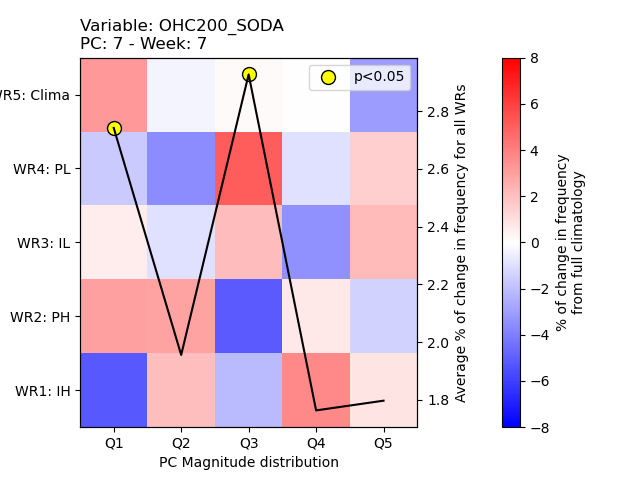 Variable: OHC200_SODA
PC: 7 - Week: 7
p<0.05
WR5: Clima
WR4: PL
WR3: IL
WR2: PH
WR1: IH
Q1 Q2 Q3 Q4 Q5
PC Magnitude distribution
2.8
2.6
2.4
2.2
2.0
1.8
Average % of change in frequency for all WRs
8
6
4
2
0
−2
−4
−6
−8
% of change in frequency
from full climatology